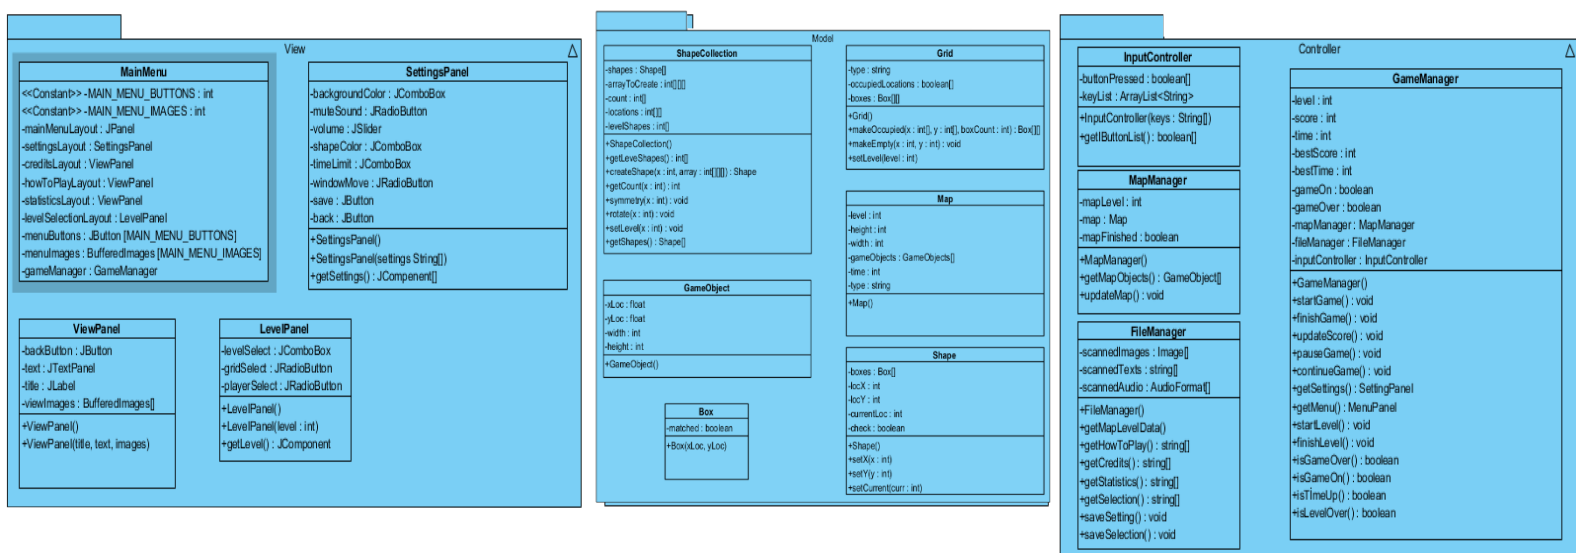 View
MainMenu
<<Constant>> -MAIN_MENU_BUTTONS : int
<<Constant>> -MAIN_MENU_IMAGES : int
-mainMenuLayout : JPanel
-settingsLayout : SettingsPanel
-creditsLayout : ViewPanel
-howToPlayLayout : ViewPanel
-statisticsLayout : ViewPanel
-levelSelectionLayout : LevelPanel
-menuButtons : JButton [MAIN_MENU_BUTTONS]
-menuImages : BufferedImages [MAIN_MENU_IMAGES]
-gameManager : GameManager
SettingsPanel
-backgroundColor : JComboBox
-muteSound : JRadioButton
-volume : JSlider
-shapeColor : JComboBox
-timeLimit : JComboBox
-windowMove : JRadioButton
-save : JButton
-back : JButton
+SettingsPanel()
+SettingsPanel(settings String[])
+getSettings() : JCompenent[]
ViewPanel
-backButton : JButton
-text : JTextPanel
-title : JLabel
-viewImages : BufferedImages[]
+ViewPanel()
+ViewPanel(title, text, images)
LevelPanel
-levelSelect : JComboBox
-gridSelect : JRadioButton
-playerSelect : JRadioButton
+LevelPanel()
+LevelPanel(level : int)
+getLevel() : JComponent
Model
ShapeCollection
-shapes : Shape[]
-arrayToCreate : int[][][]
-count : int[]
-locations : int[][]
-levelShapes : int[]
+ShapeCollection()
+getLeveShapes() : int[]
+createShape(x : int, array : int[][][]) : Shape
+getCount(x : int) : int
+symmetry(x : int) : void
+rotate(x : int) : void
+setLevel(x : int) : void
+getShapes() : Shape[]
GameObject
-xLoc : float
-yLoc : float
-width : int
-height : int
+GameObject()
Box
-matched : boolean
+Box(xLoc, yLoc)
Grid
-type : string
-occupiedLocations : boolean[]
-boxes : Box[][]
+Grid()
+makeOccupied(x : int[], y : int[], boxCount : int) : Box[][]
+makeEmpty(x : int, y : int) : void
+setLevel(level : int)
Map
-level : int
-height : int
-width : int
-gameObjects : GameObjects[]
-time : int
-type : string
+Map()
Shape
-boxes : Box[]
-locX : int
-locY : int
-currentLoc : int
-check : boolean
+Shape()
+setX(x : int)
+setY(y : int)
+setCurrent(curr : int)
Controller
InputController
-buttonPressed : boolean[]
-keyList : ArrayList<String>
+InputController(keys : String[])
+getIButtonList() : boolean[]
MapManager
-mapLevel : int
-map : Map
-mapFinished : boolean
+MapManager()
+getMapObjects() : GameObject[]
+updateMap() : void
FileManager
-scannedImages : Image[]
-scannedTexts : string[]
-scannedAudio : AudioFormat[]
+FileManager()
+getMapLevelData()
+getHowToPlay() : string[]
+getCredits() : string[]
+getStatistics() : string[]
+getSelection() : string[]
+saveSetting() : void
+saveSelection() : void
GameManager
-level : int
-score : int
-time : int
-bestScore : int
-bestTime : int
-gameOn : boolean
-gameOver : boolean
-mapManager : MapManager
-fileManager : FileManager
-inputController : InputController
+GameManager()
+startGame() : void
+finishGame() : void
+updateScore() : void
+pauseGame() : void
+continueGame() : void
+getSettings() : SettingPanel
+getMenu() : MenuPanel
+startLevel() : void
+finishLevel() : void
+isGameOver() : boolean
+isGameOn() : boolean
+isTİmeUp() : boolean
+isLevelOver() : boolean